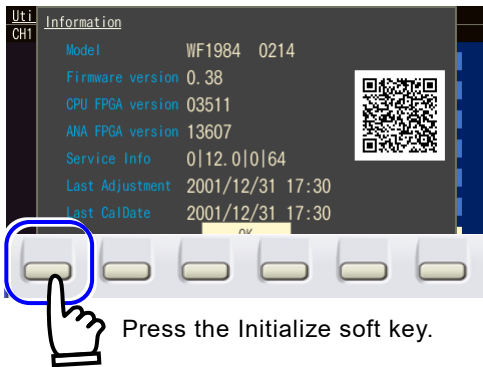 Uti
Information
CH1
Model WF1984 0214
Firmware version 0.38
CPU FPGA version 03511
ANA FPGA version 13607
Service Info 0|12.0|0|64
Last Adjustment 2001/12/31 17:30
Last CalDate 2001/12/31 17:30
OK
Press the Initialize soft key.